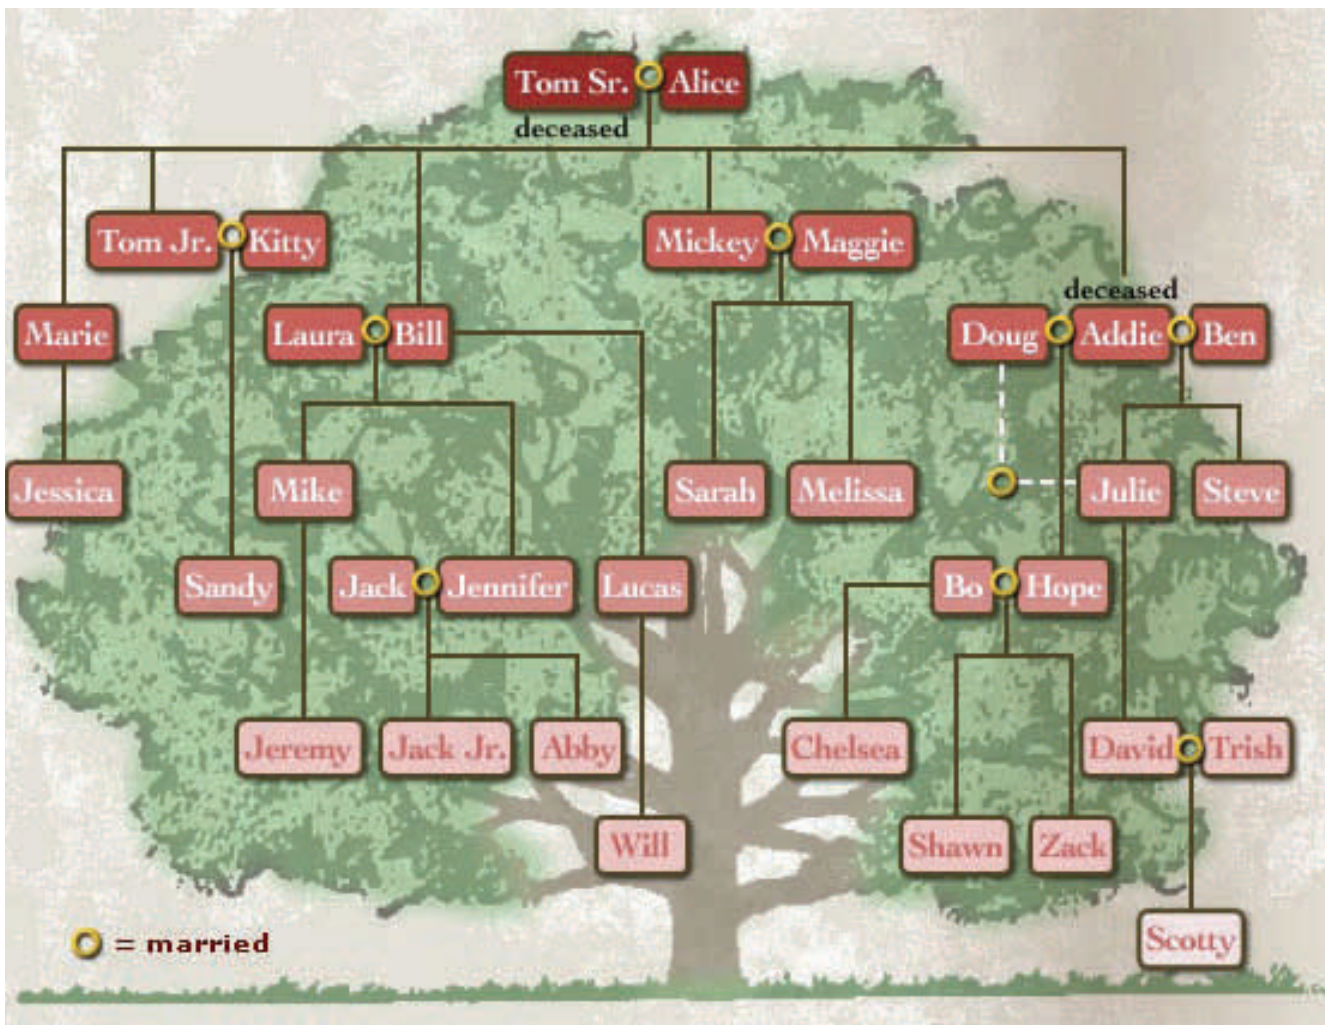 Tom Sr. Alice
deceased
Tom Jr. Kitty Mickey Maggie
deceased
Marie Laura Bill Doug Addie Ben
Jessica Mike Sarah Melissa Julie Steve
Sandy Jack Jennifer Lucas Bo Hope
Jeremy Jack Jr. Abby Chelsea David Trish
Will Shawn Zack
Scotty
= married